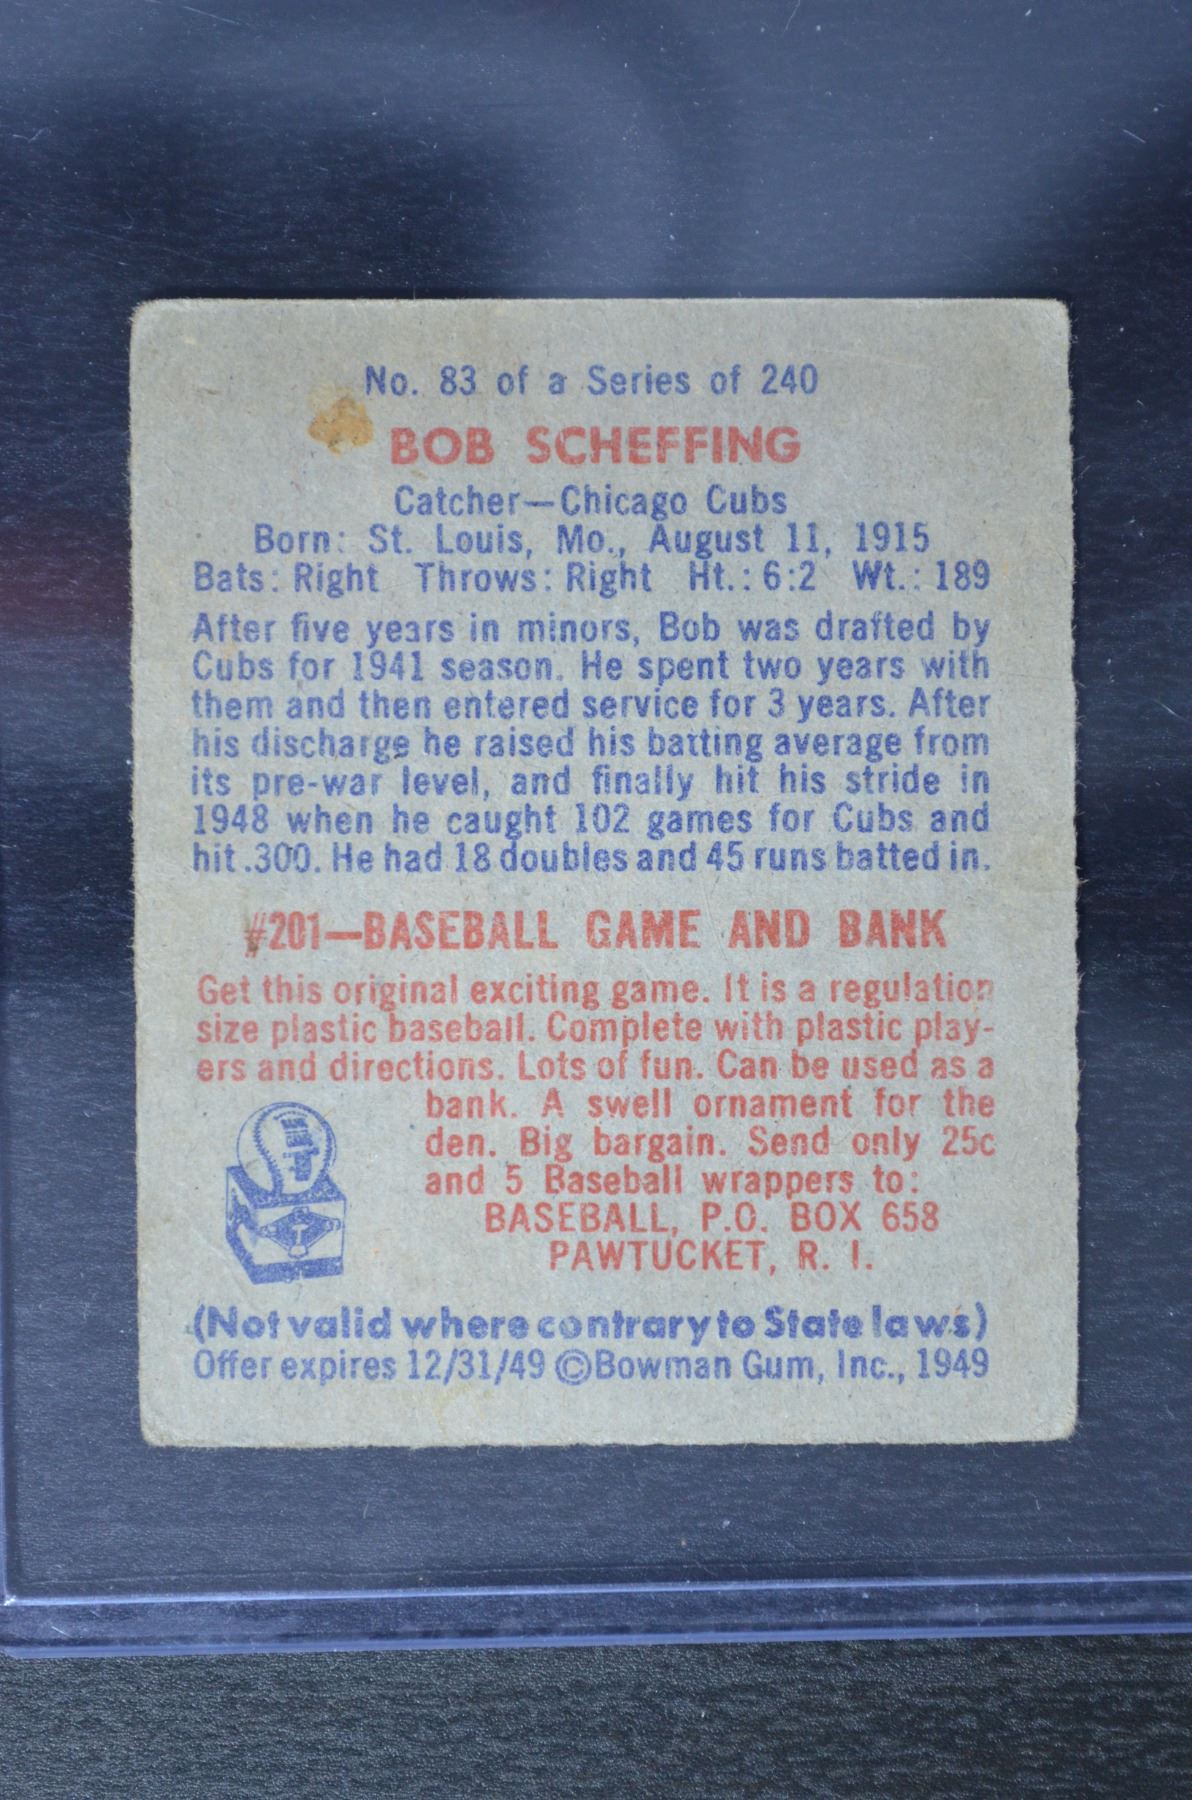 No. 83 of a Series of 240
BOB SCHEFFING
Catcher—Chicago Cubs
Born: St. Louis, Mo., August 11, 1915
Bats: Right Throws: Right Ht.: 6:2 Wt.: 189
After five years in minors, Bob was drafted by
Cubs for 1941 season. He spent two years with
them and then entered service for 3 years. After
his discharge he raised his batting average from
its pre-war level, and finally hit his stride in
1948 when he caught 102 games for Cubs and
hit .300. He had 18 doubles and 45 runs batted in.
#201—BASEBALL GAME AND BANK
Get this original exciting game. It is a regulation
size plastic baseball. Complete with plastic play-
ers and directions. Lots of fun. Can be used as a
bank. A swell ornament for the
den. Big bargain. Send only 25c
and 5 Baseball wrappers to:
BASEBALL, P.O. BOX 658
PAWTUCKET, R. I.
(Not valid where contrary to State laws)
Offer expires 12/31/49 ©Bowman Gum, Inc., 1949